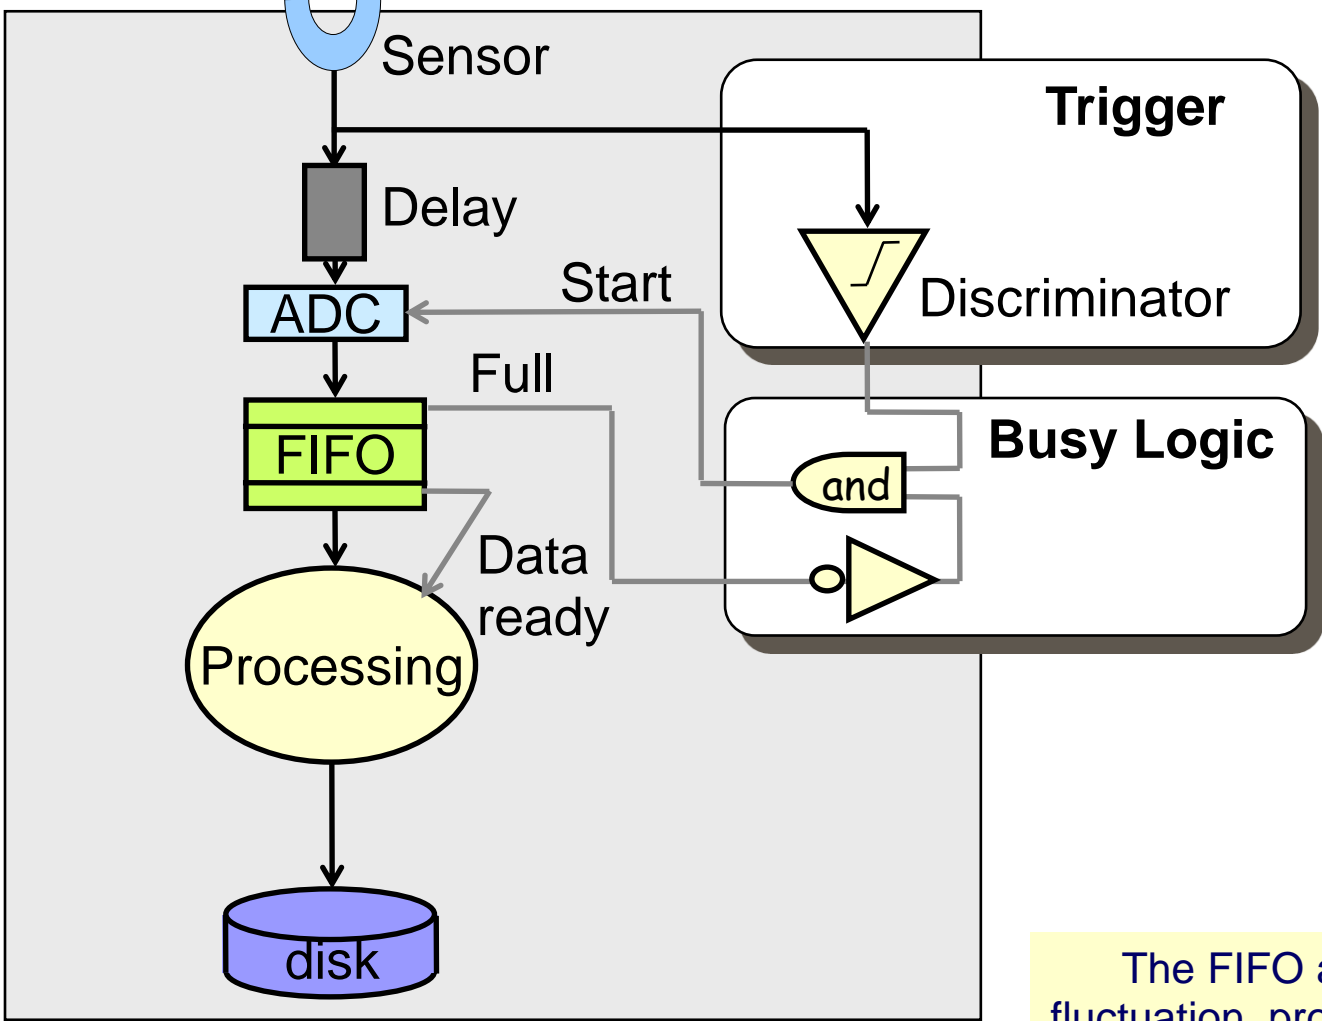 Sensor
Trigger
Delay
Start
Discriminator
ADC
Full
Busy Logic
FIFO
and
Data
ready
Processing
disk
The FIFO